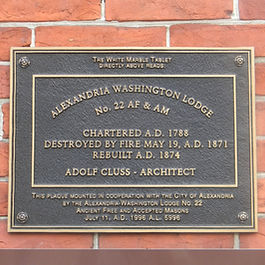 The White Marble Tablet
directly above reads:
ALEXANDRIA WASHINGTON LODGE
No. 22 AF & AM
CHARTERED A.D. 1788
DESTROYED BY FIRE MAY 19, A.D. 1871
REBUILT A.D. 1874
ADOLF CLUSS - ARCHITECT
This plaque mounted in cooperation with the City of Alexandria
by the Alexandria-Washington Lodge No. 22
Ancient Free and Accepted Masons
July 11, A.D. 1996 A.L. 5996